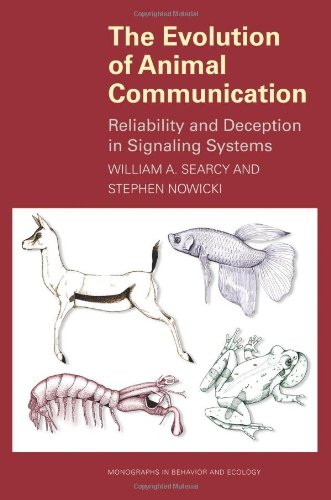 The Evolution
of Animal
Communication
Reliability and Deception
in Signaling Systems
WILLIAM A. SEARCY AND
STEPHEN NOWICKI
MONOGRAPHS IN BEHAVIOR AND ECOLOGY